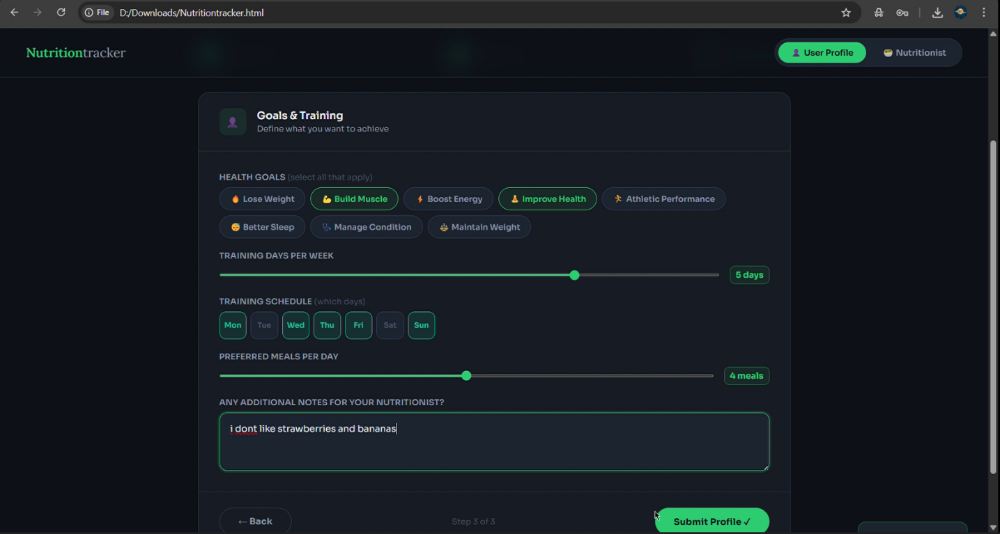 File D:/Downloads/Nutritiontracker.html
Nutritiontracker
User Profile
Nutritionist
Goals & Training
Define what you want to achieve
HEALTH GOALS (select all that apply)
Lose Weight
Build Muscle
Boost Energy
Improve Health
Athletic Performance
Better Sleep
Manage Condition
Maintain Weight
TRAINING DAYS PER WEEK
5 days
TRAINING SCHEDULE (which days)
Mon Tue Wed Thu Fri Sat Sun
PREFERRED MEALS PER DAY
4 meals
ANY ADDITIONAL NOTES FOR YOUR NUTRITIONIST?
i dont like strawberries and bananas
← Back
Step 3 of 3
Submit Profile ✓